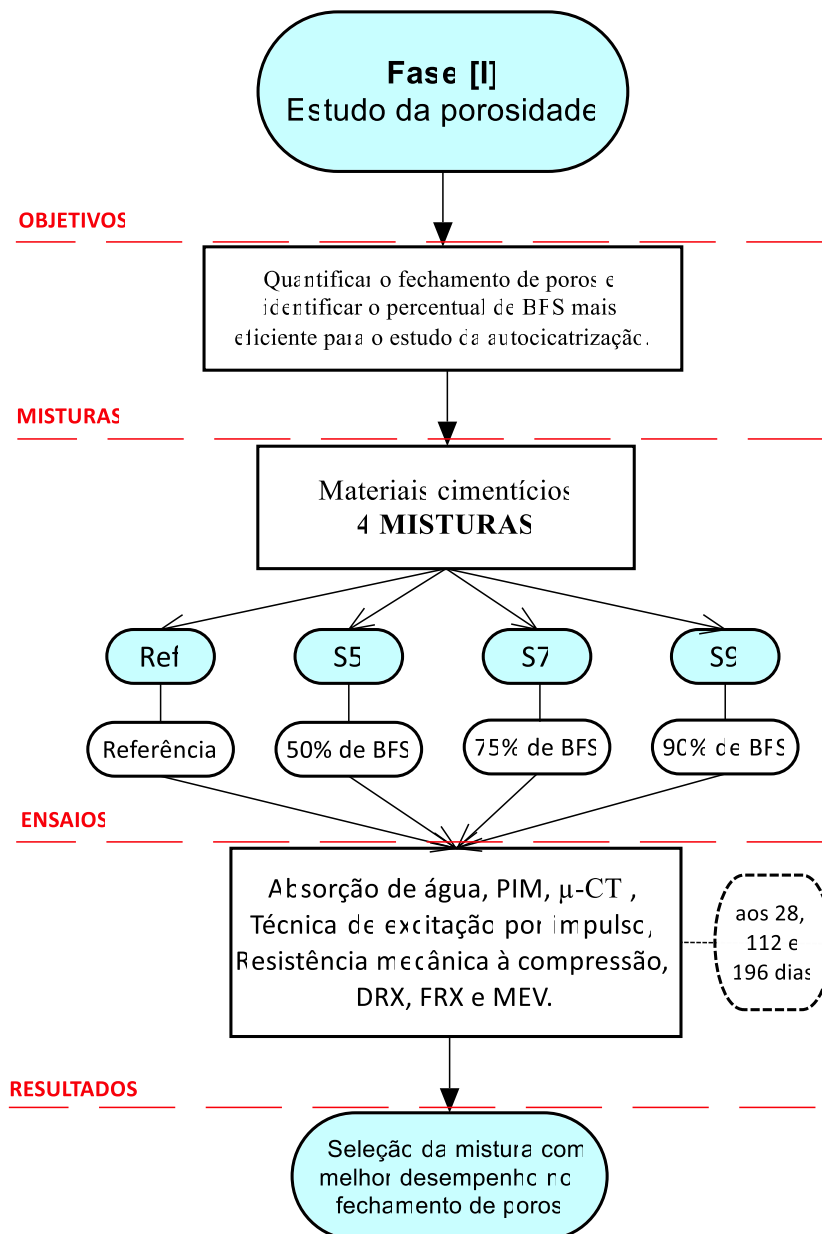 Fase [I]
Estudo da porosidade
OBJETIVOS
Quantificar o fechamento de poros e
identificar o percentual de BFS mais
eficiente para o estudo da autocicatrização.
MISTURAS
Materiais cimentícios
4 MISTURAS
Ref
S5
S7
S9
Referência
50% de BFS
75% de BFS
90% de BFS
ENSAIOS
Absorção de água, PIM, µ-CT ,
Técnica de excitação por impulso,
Resistência mecânica à compressão,
DRX, FRX e MEV.
aos 28,
112 e
196 dias
RESULTADOS
Seleção da mistura com
melhor desempenho no
fechamento de poros